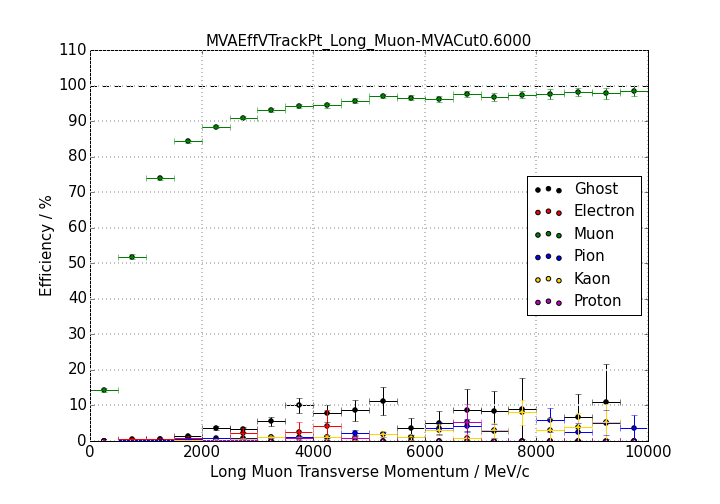 MVAEffVTrackPt_Long_Muon-MVACut0.6000
110
100
90
80
70
60
50
40
30
20
10
0
Efficiency / %
Ghost
Electron
Muon
Pion
Kaon
Proton
0 2000 4000 6000 8000 10000
Long Muon Transverse Momentum / MeV/c